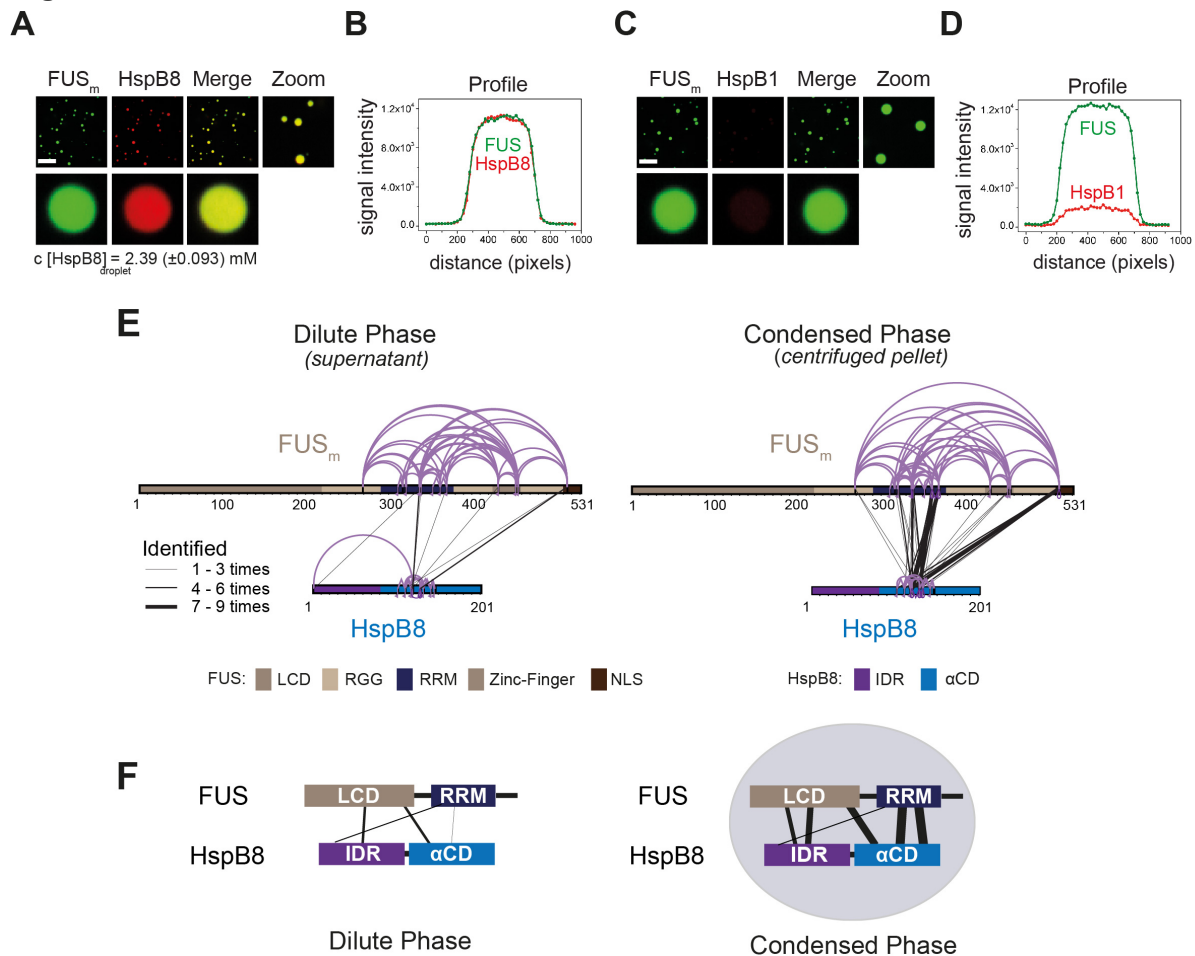 A
FUSm HspB8 Merge Zoom
c [HspB8]droplet = 2.39 (±0.093) mM
B
Profile
signal intensity
1.2x10⁴
8.0x10³
4.0x10³
0.0
FUS
HspB8
0 200 400 600 800 1000
distance (pixels)
C
FUSm HspB1 Merge Zoom
D
Profile
signal intensity
1.2x10⁴
8.0x10³
4.0x10³
0.0
FUS
HspB1
0 200 400 600 800 1000
distance (pixels)
E
Dilute Phase
(supernatant)
FUSm
1 100 200 300 400 531
Identified
1 - 3 times
4 - 6 times
7 - 9 times
1 201
HspB8
Condensed Phase
(centrifuged pellet)
FUSm
1 100 200 300 400 531
1 201
HspB8
FUS: LCD RGG RRM Zinc-Finger NLS
HspB8: IDR αCD
F
FUS LCD RRM
HspB8 IDR αCD
Dilute Phase
FUS LCD RRM
HspB8 IDR αCD
Condensed Phase